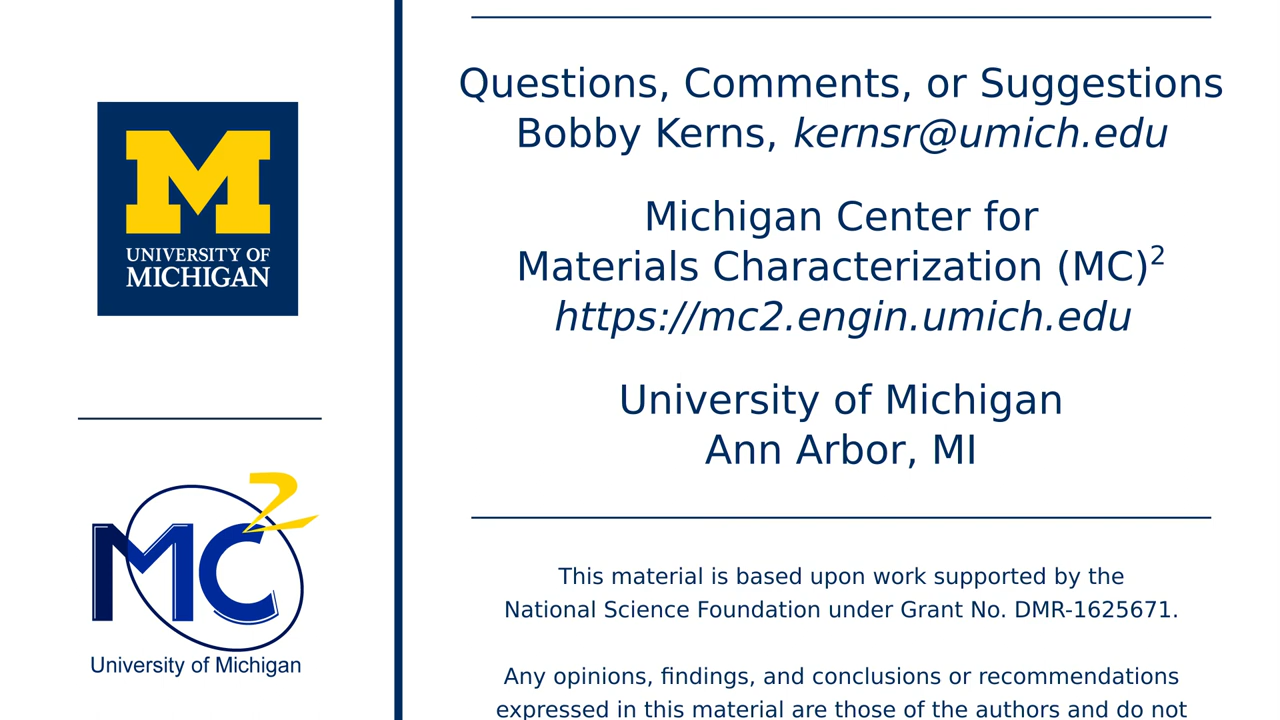 M
UNIVERSITY OF
MICHIGAN
MC²
University of Michigan
Questions, Comments, or Suggestions
Bobby Kerns, kernsr@umich.edu
Michigan Center for
Materials Characterization (MC)²
https://mc2.engin.umich.edu
University of Michigan
Ann Arbor, MI
This material is based upon work supported by the
National Science Foundation under Grant No. DMR-1625671.
Any opinions, findings, and conclusions or recommendations
expressed in this material are those of the authors and do not